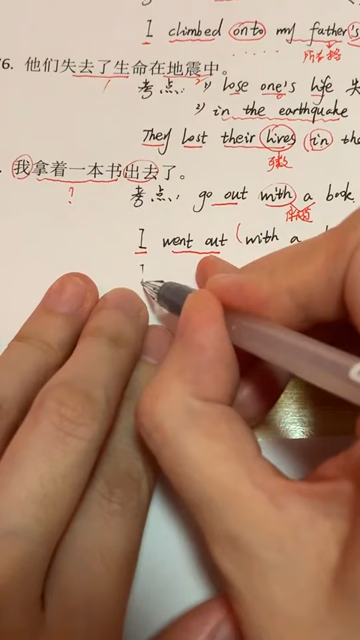 I climbed onto my father's
所有格
76. 他们失去了生命在地震中。
考点: 1) lose one's life 失
2) in the earthquake
They lost their lives in the
复数
我拿着一本书出去了。
?
考点: go out with a book.
伴随
I went out (with a